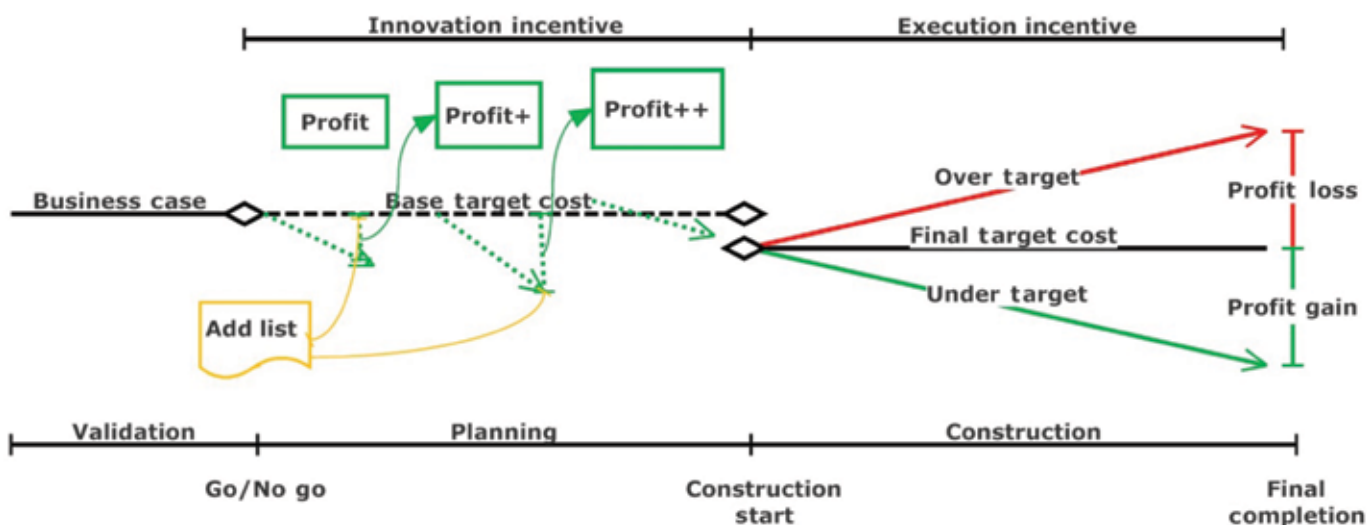 Innovation incentive
Execution incentive
Profit
Profit+
Profit++
Business case
Base target cost
Over target
Profit loss
Final target cost
Under target
Profit gain
Add list
Validation
Planning
Construction
Go/No go
Construction
start
Final
completion